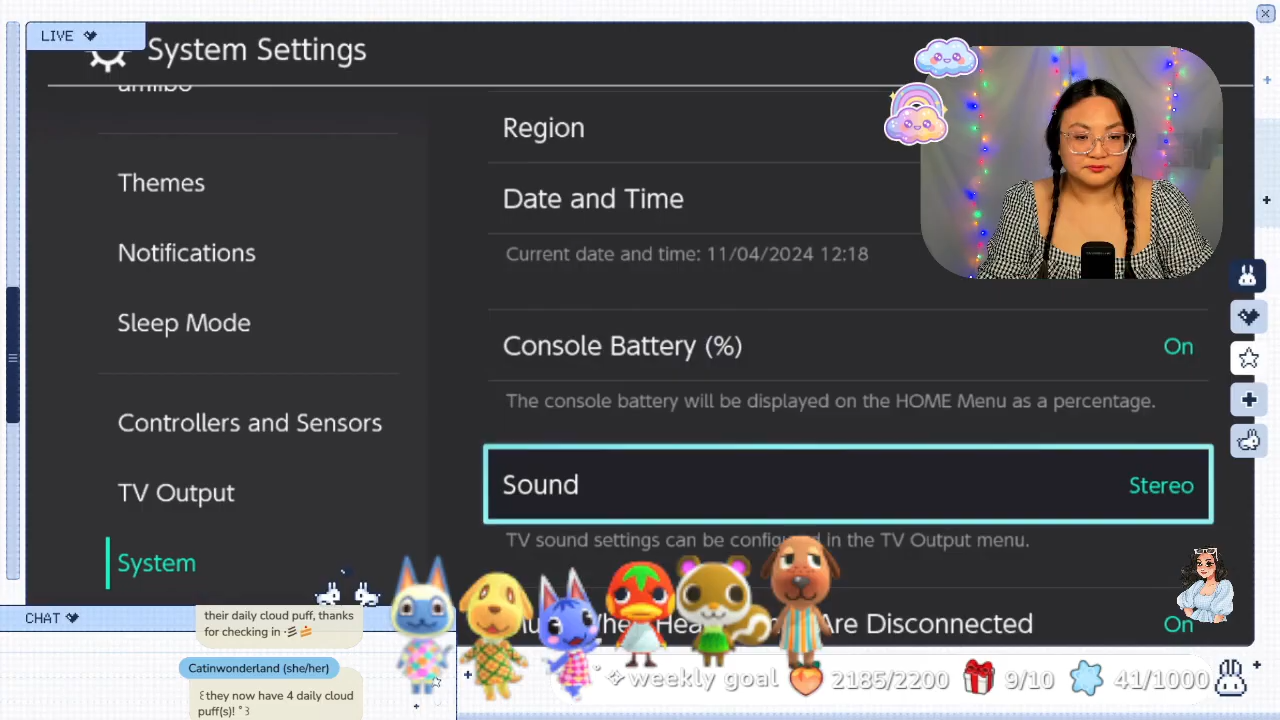 LIVE
System Settings
amiibo
Themes
Notifications
Sleep Mode
Controllers and Sensors
TV Output
System
Region
Date and Time
Current date and time: 11/04/2024 12:18
Console Battery (%)
On
The console battery will be displayed on the HOME Menu as a percentage.
Sound
Stereo
TV sound settings can be in the TV Output menu.
Are Disconnected
On
CHAT
their daily cloud puff, thanks
for checking in
Catinwonderland (she/her)
they now have 4 daily cloud
puff(s)!
weekly goal
2185/2200
9/10
41/1000